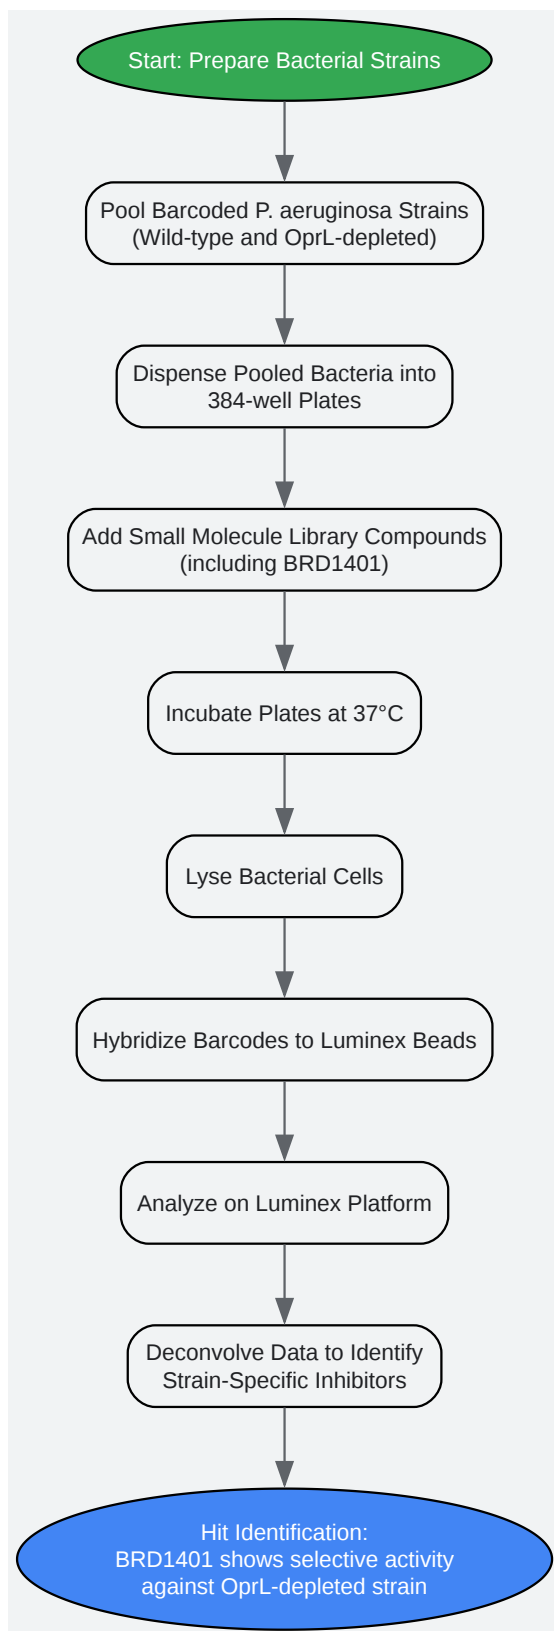 Start: Prepare Bacterial Strains
Pool Barcoded P. aeruginosa Strains
(Wild-type and OprL-depleted)
Dispense Pooled Bacteria into
384-well Plates
Add Small Molecule Library Compounds
(including BRD1401)
Incubate Plates at 37°C
Lyse Bacterial Cells
Hybridize Barcodes to Luminex Beads
Analyze on Luminex Platform
Deconvolve Data to Identify
Strain-Specific Inhibitors
Hit Identification:
BRD1401 shows selective activity
against OprL-depleted strain